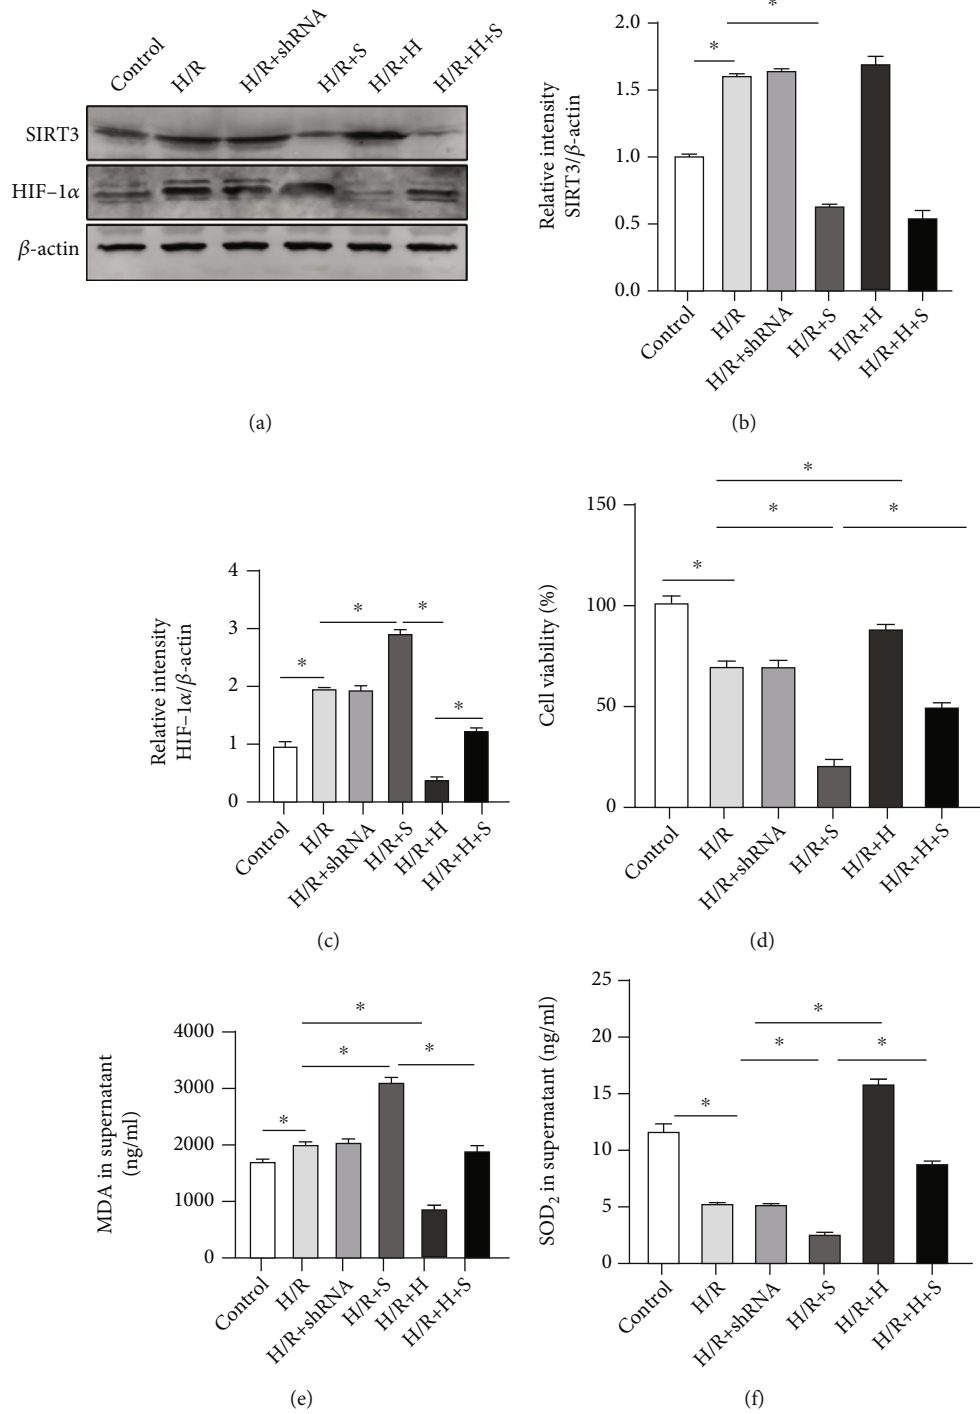 Control
H/R
H/R+shRNA
H/R+S
H/R+H
H/R+H+S
SIRT3
HIF–1α
β-actin
(a)
Relative intensity
SIRT3/β-actin
2.0
1.5
1.0
0.5
0.0
*
*
Control
H/R
H/R+shRNA
H/R+S
H/R+H
H/R+H+S
(b)
Relative intensity
HIF–1α/β-actin
4
3
2
1
0
*
*
*
*
Control
H/R
H/R+shRNA
H/R+S
H/R+H
H/R+H+S
(c)
Cell viability (%)
150
100
50
0
*
*
*
*
Control
H/R
H/R+shRNA
H/R+S
H/R+H
H/R+H+S
(d)
MDA in supernatant
(ng/ml)
4000
3000
2000
1000
0
*
*
*
*
Control
H/R
H/R+shRNA
H/R+S
H/R+H
H/R+H+S
(e)
SOD₂ in supernatant (ng/ml)
25
20
15
10
5
0
*
*
*
*
Control
H/R
H/R+shRNA
H/R+S
H/R+H
H/R+H+S
(f)